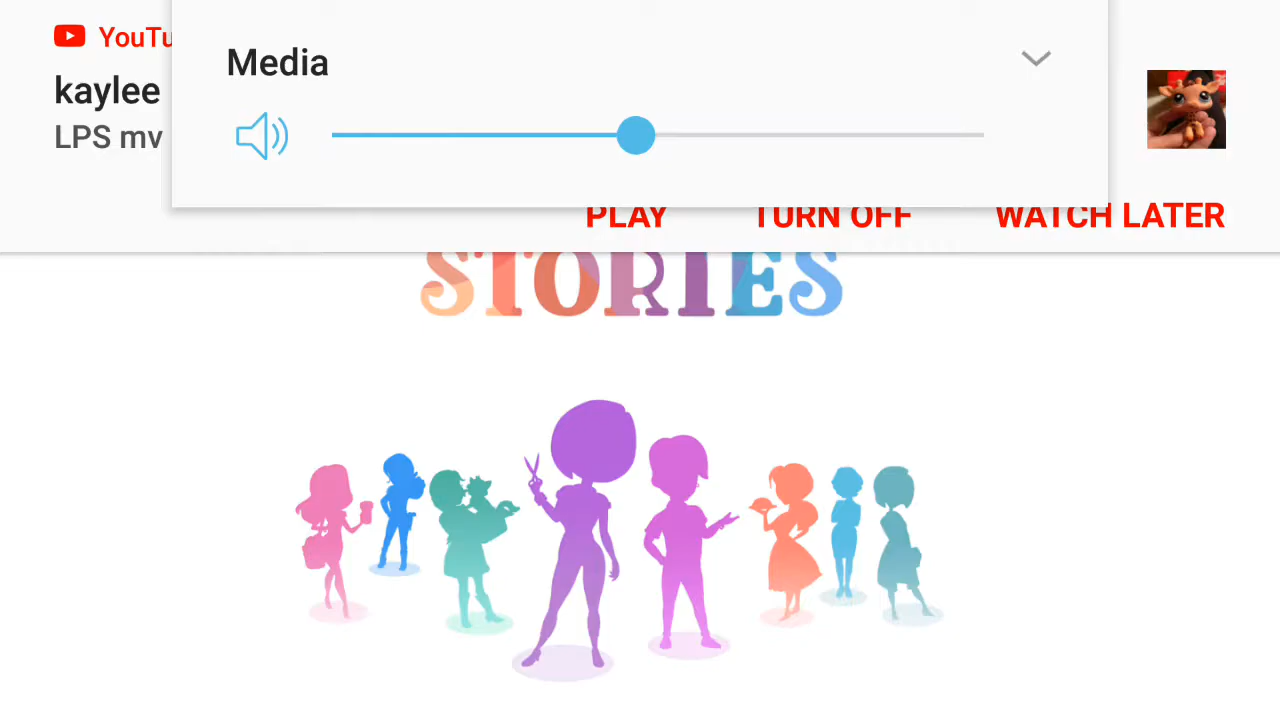 YouTu
Media
kaylee
LPS mv
PLAY TURN OFF WATCH LATER
STORIES